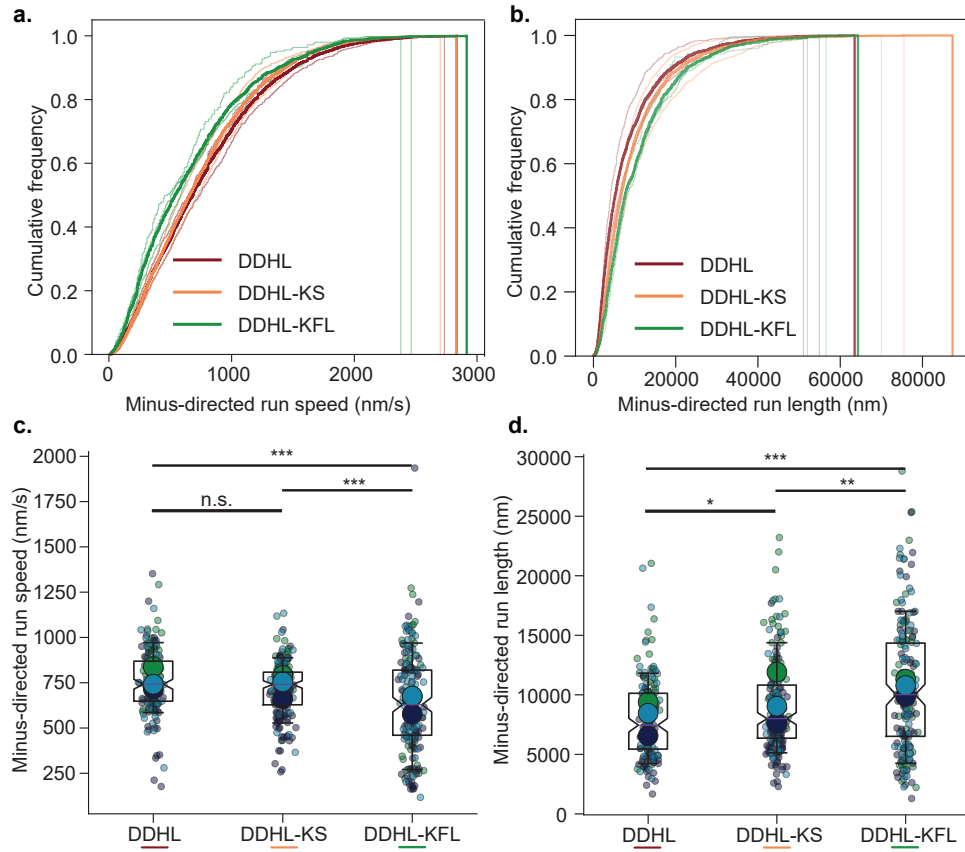 a.
Cumulative frequency
1.0
0.8
0.6
0.4
0.2
0.0
DDHL
DDHL-KS
DDHL-KFL
0 1000 2000 3000
Minus-directed run speed (nm/s)
b.
Cumulative frequency
1.0
0.8
0.6
0.4
0.2
0.0
DDHL
DDHL-KS
DDHL-KFL
0 20000 40000 60000 80000
Minus-directed run length (nm)
c.
Minus-directed run speed (nm/s)
2000
1750
1500
1250
1000
750
500
250
***
***
n.s.
DDHL DDHL-KS DDHL-KFL
d.
Minus-directed run length (nm)
30000
25000
20000
15000
10000
5000
0
***
**
*
DDHL DDHL-KS DDHL-KFL